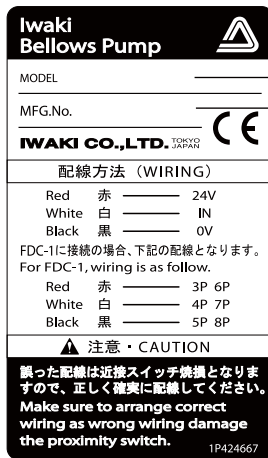 Iwaki
Bellows Pump
MODEL
MFG.No.
IWAKI CO.,LTD. TOKYO JAPAN
CE
配線方法（WIRING）
Red 赤 24V
White 白 IN
Black 黒 0V
FDC-1に接続の場合、下記の配線となります。
For FDC-1, wiring is as follow.
Red 赤 3P 6P
White 白 4P 7P
Black 黒 5P 8P
注意・CAUTION
誤った配線は近接スイッチ焼損となりま
すので、正しく確実に配線してください。
Make sure to arrange correct
wiring as wrong wiring damage
the proximity switch.
1P424667